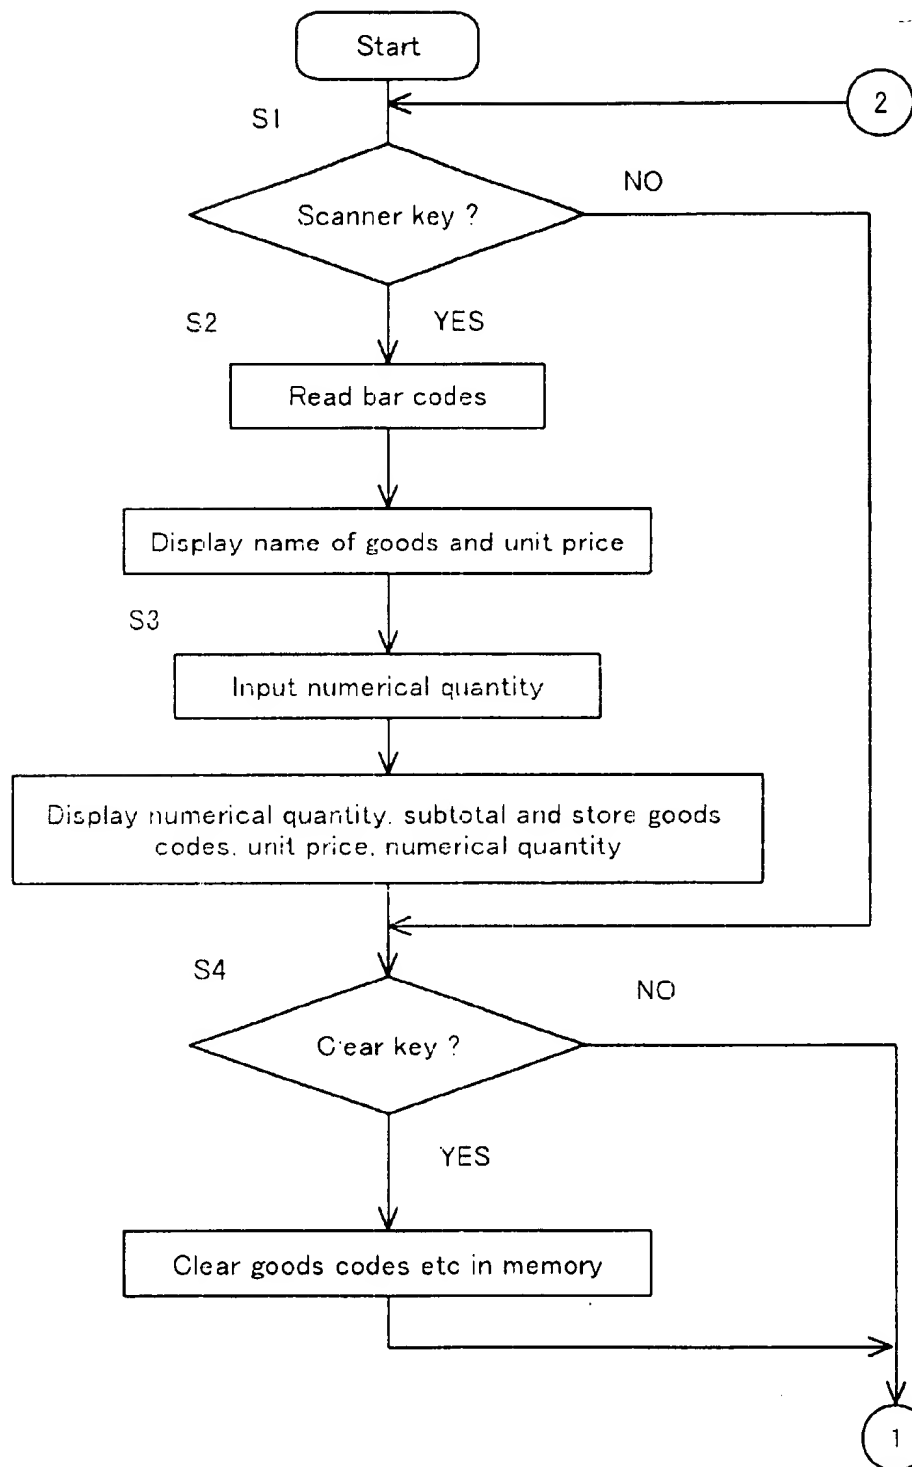 Start
2
S1
NO
Scanner key ?
S2
YES
Read bar codes
Display name of goods and unit price
S3
Input numerical quantity
Display numerical quantity, subtotal and store goods
codes, unit price, numerical quantity
S4
NO
Clear key ?
YES
Clear goods codes etc in memory
1